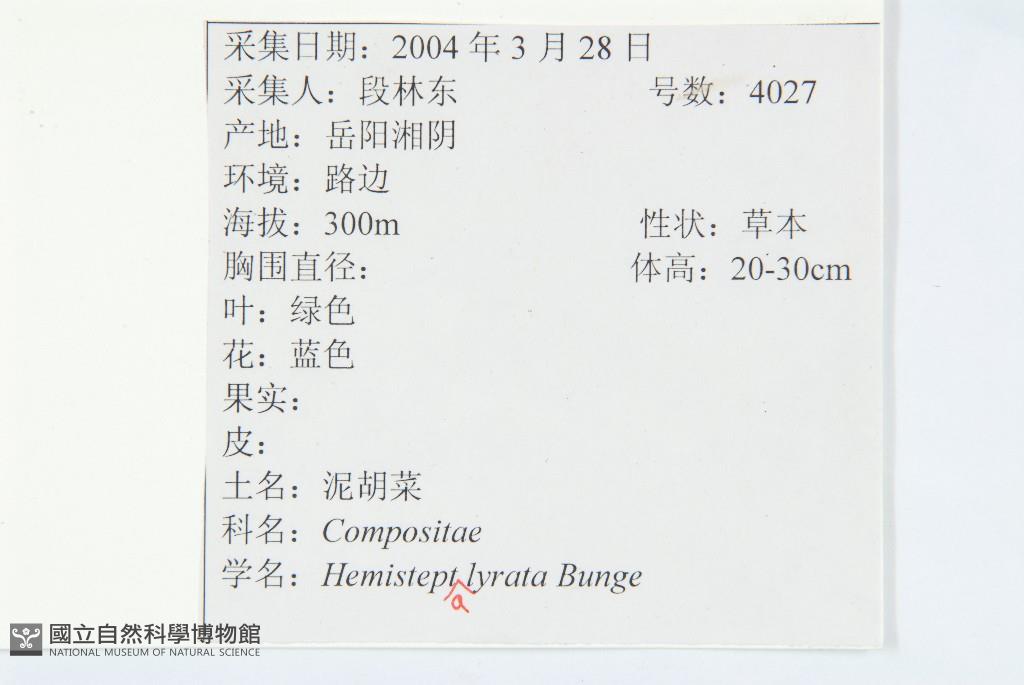 采集日期：2004 年 3 月 28 日
采集人：段林东 号数：4027
产地：岳阳湘阴
环境：路边
海拔：300m 性状：草本
胸围直径： 体高：20-30cm
叶：绿色
花：蓝色
果实：
皮：
土名：泥胡菜
科名：Compositae
学名：Hemistept lyrata Bunge
a
國立自然科學博物館
NATIONAL MUSEUM OF NATURAL SCIENCE